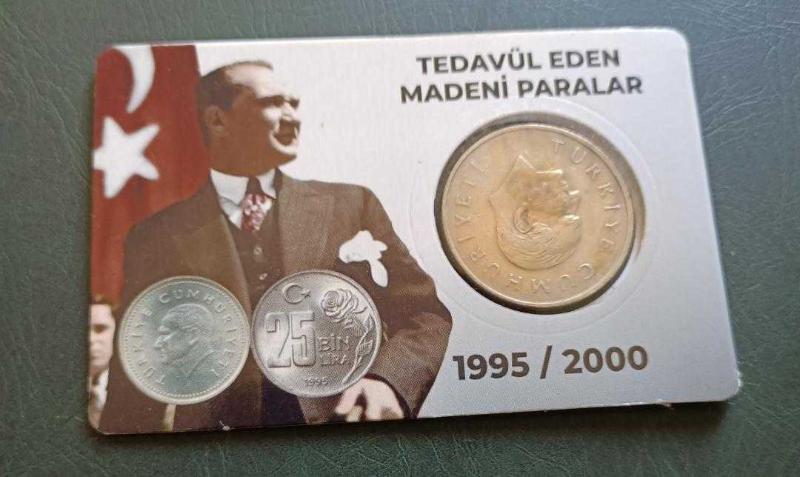 TEDAVÜL EDEN
MADENİ PARALAR
TÜRKİYE CUMHURİYETİ
TÜRKİYE CUMHURİYETİ
25
BİN
LİRA
1995
1995 / 2000